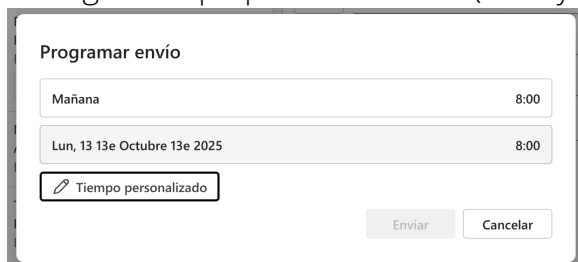 Programar envío
Mañana 8:00
Lun, 13 13e Octubre 13e 2025 8:00
Tiempo personalizado
Enviar Cancelar